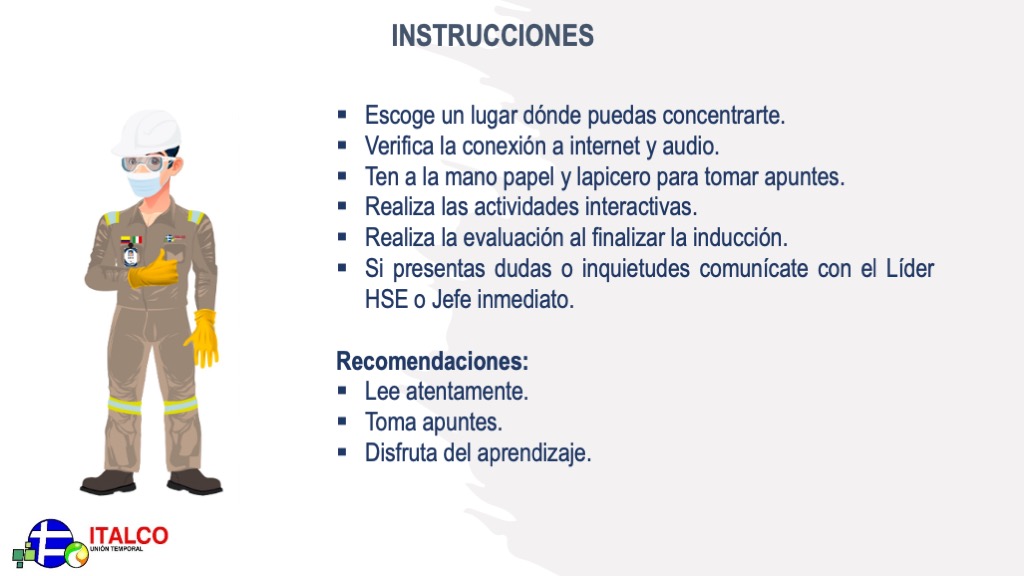 INSTRUCCIONES
▪ Escoge un lugar dónde puedas concentrarte.
▪ Verifica la conexión a internet y audio.
▪ Ten a la mano papel y lapicero para tomar apuntes.
▪ Realiza las actividades interactivas.
▪ Realiza la evaluación al finalizar la inducción.
▪ Si presentas dudas o inquietudes comunícate con el Líder
HSE o Jefe inmediato.
Recomendaciones:
▪ Lee atentamente.
▪ Toma apuntes.
▪ Disfruta del aprendizaje.
ITALCO
UNIÓN TEMPORAL